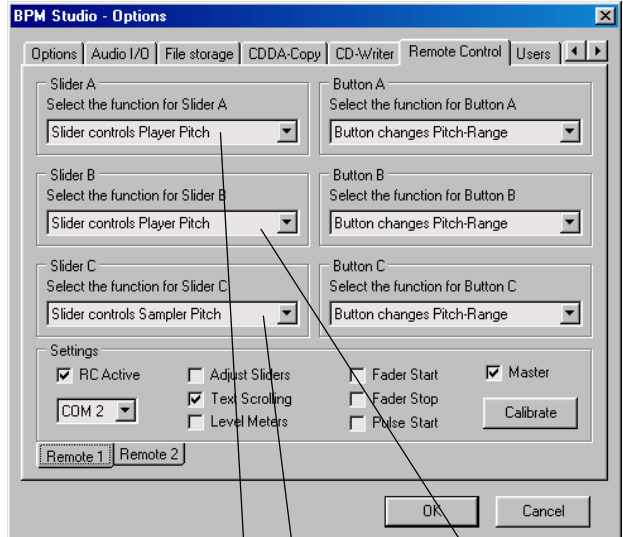 BPM Studio - Options
Options Audio I/O File storage CDDA-Copy CD-Writer Remote Control Users
Slider A
Select the function for Slider A
Slider controls Player Pitch
Button A
Select the function for Button A
Button changes Pitch-Range
Slider B
Select the function for Slider B
Slider controls Player Pitch
Button B
Select the function for Button B
Button changes Pitch-Range
Slider C
Select the function for Slider C
Slider controls Sampler Pitch
Button C
Select the function for Button C
Button changes Pitch-Range
Settings
RC Active Adjust Sliders Fader Start Master
COM 2 Text Scrolling Fader Stop Calibrate
Level Meters Pulse Start
Remote 1 Remote 2
OK Cancel